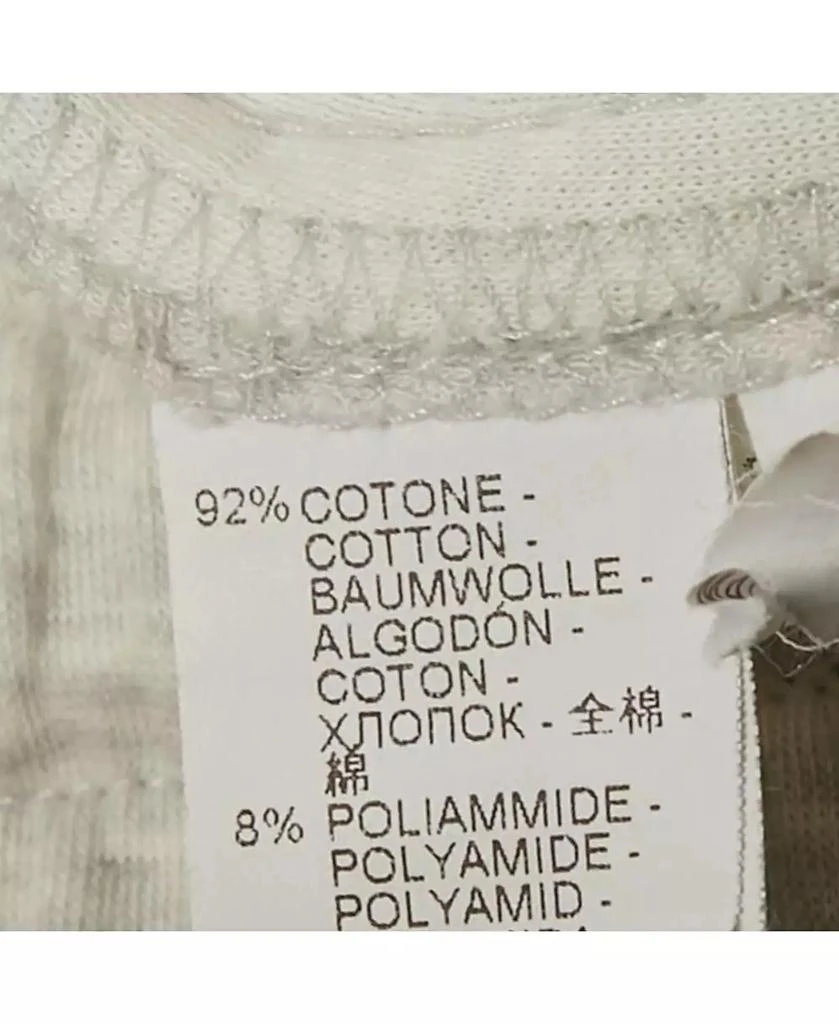 92% COTONE -
COTTON -
BAUMWOLLE -
ALGODÓN -
COTON -
ХЛОПОК - 全棉 -
綿
8% POLIAMMIDE -
POLYAMIDE -
POLYAMID -